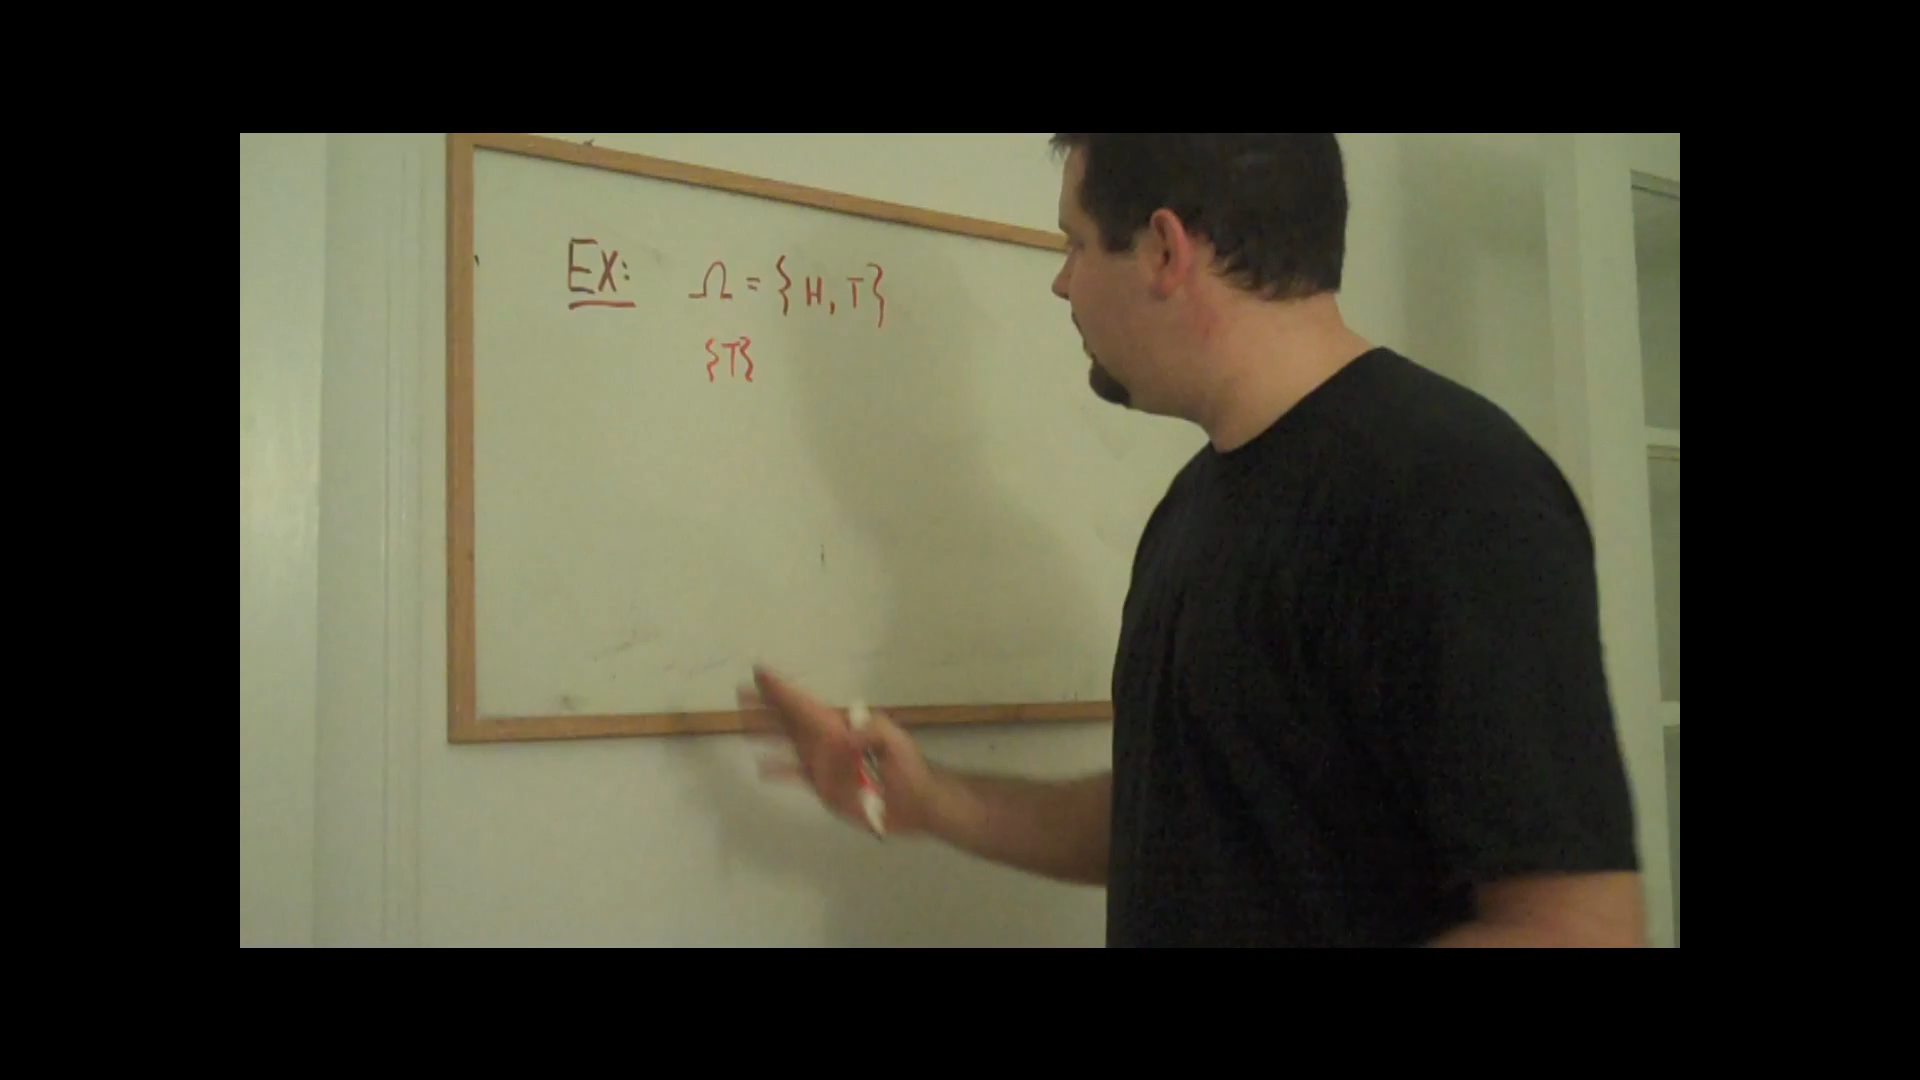 Ex: Ω = {H, T}
{T}